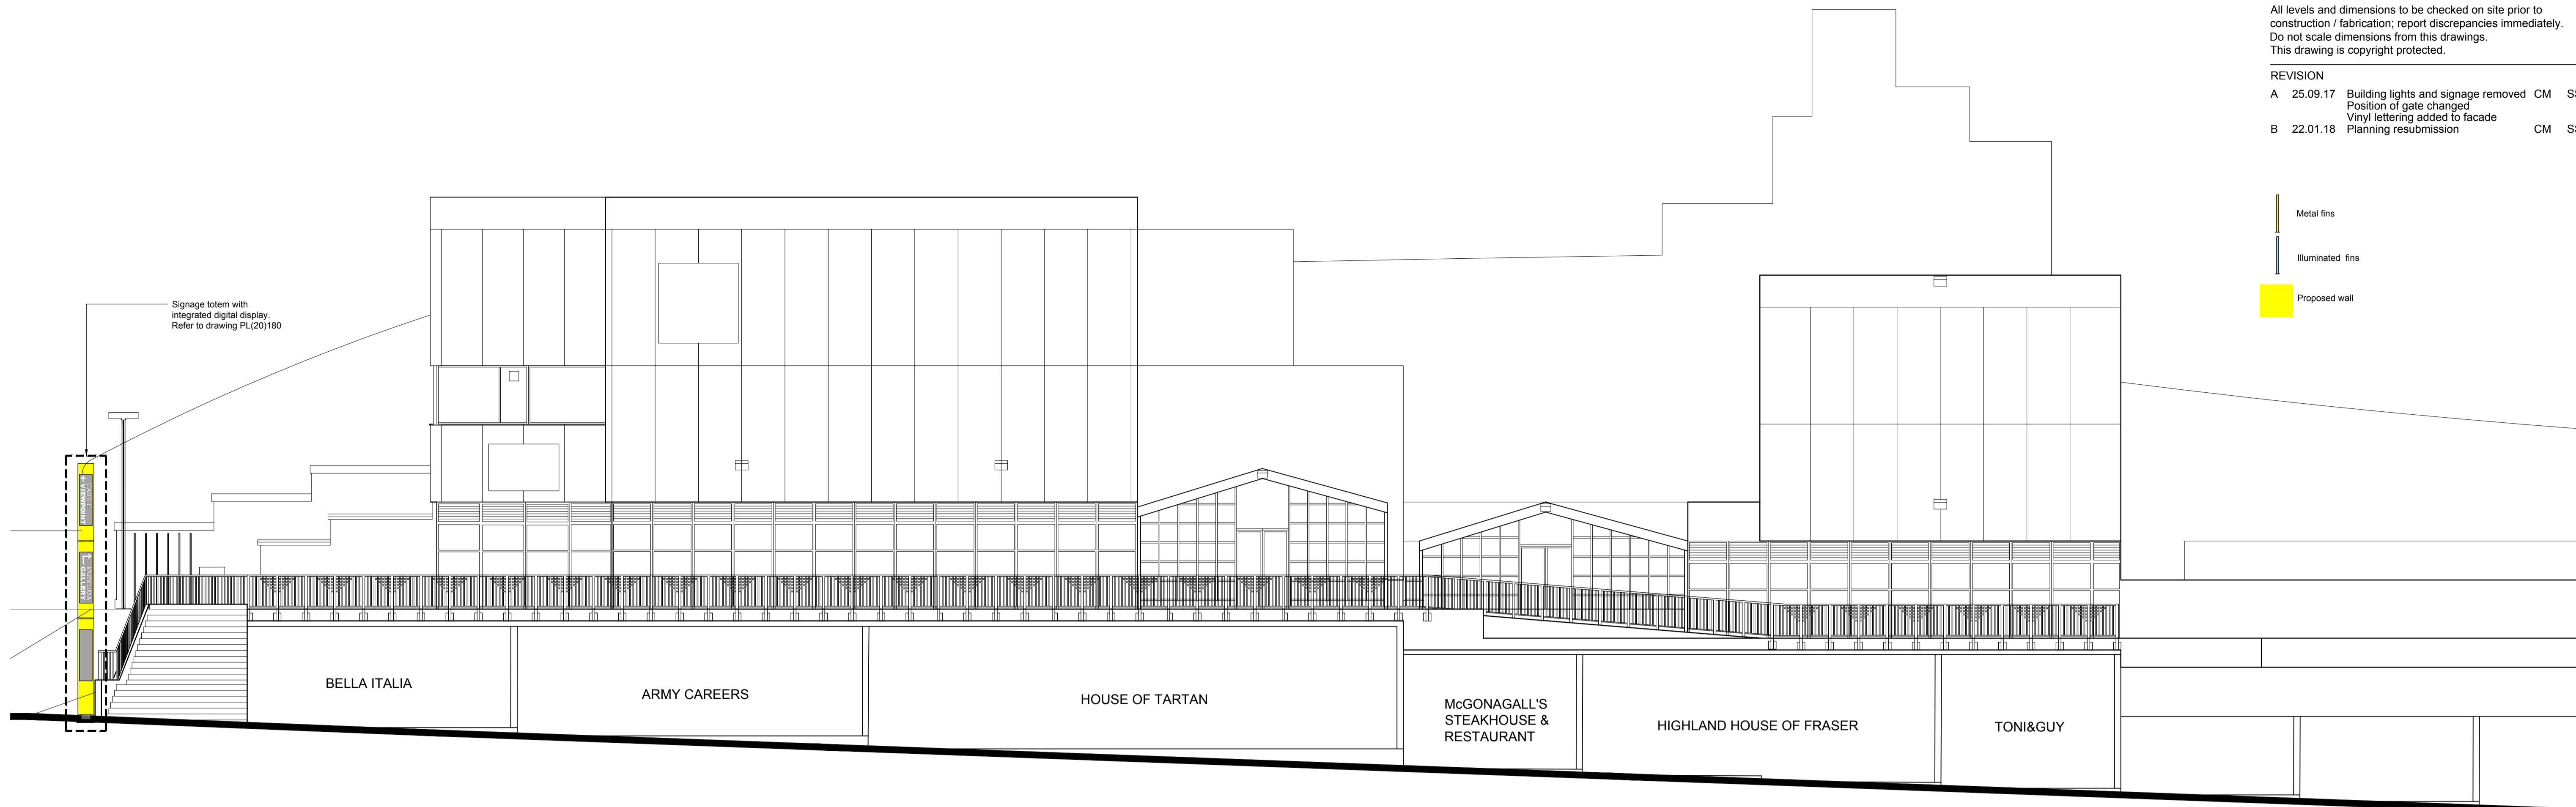 All levels and dimensions to be checked on site prior to
construction / fabrication; report discrepancies immediately.
Do not scale dimensions from this drawings.
This drawing is copyright protected.
REVISION
A 25.09.17 Building lights and signage removed CM
Position of gate changed
Vinyl lettering added to facade
B 22.01.18 Planning resubmission CM
Metal fins
Illuminated fins
Proposed wall
Signage totem with
integrated digital display.
Refer to drawing PL(20)180
CASTLE
VIEWPOINT
GALLERY
BELLA ITALIA
ARMY CAREERS
HOUSE OF TARTAN
McGONAGALL'S
STEAKHOUSE &
RESTAURANT
HIGHLAND HOUSE OF FRASER
TONI&GUY